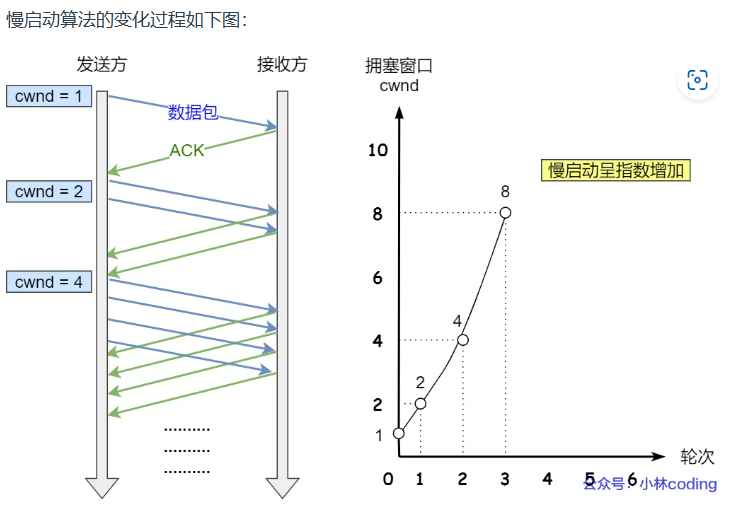 慢启动算法的变化过程如下图：
发送方
接收方
cwnd = 1
数据包
ACK
cwnd = 2
cwnd = 4
..........
..........
..........
拥塞窗口
cwnd
10
8
6
4
2
1
慢启动呈指数增加
8
4
2
0 1 2 3 4 5 6
轮次
公众号：小林coding